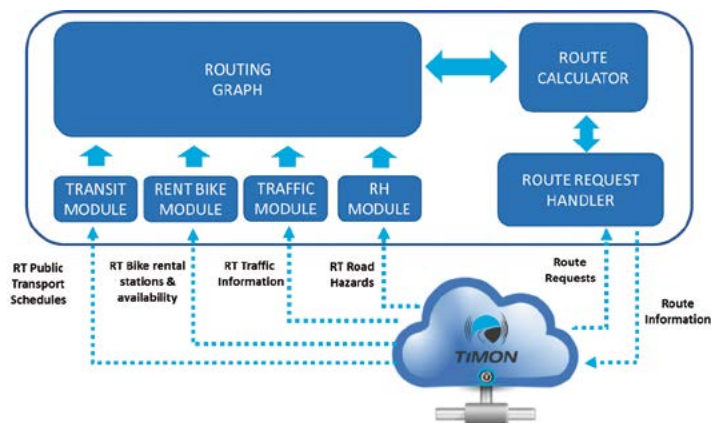 ROUTING
GRAPH
ROUTE
CALCULATOR
TRANSIT
MODULE
RENT BIKE
MODULE
TRAFFIC
MODULE
RH
MODULE
ROUTE REQUEST
HANDLER
RT Public
Transport
Schedules
RT Bike rental
stations &
availability
RT Traffic
Information
RT Road
Hazards
Route
Requests
Route
Information
TIMON